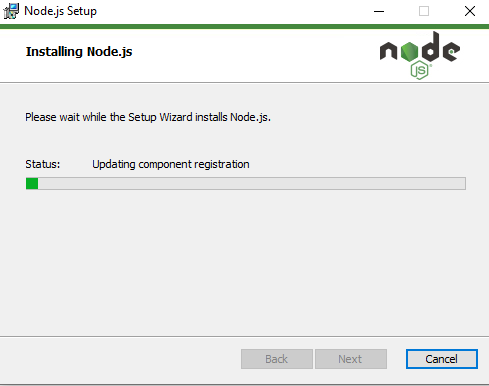 Node.js Setup
Installing Node.js
node
JS
Please wait while the Setup Wizard installs Node.js.
Status: Updating component registration
Back Next Cancel